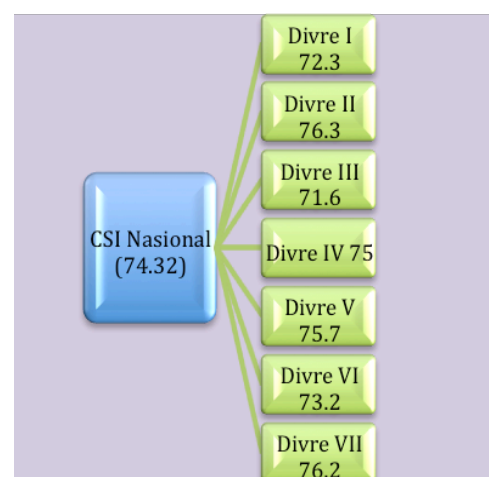 Divre I
72.3
Divre II
76.3
Divre III
71.6
CSI Nasional
(74.32)
Divre IV 75
Divre V
75.7
Divre VI
73.2
Divre VII
76.2